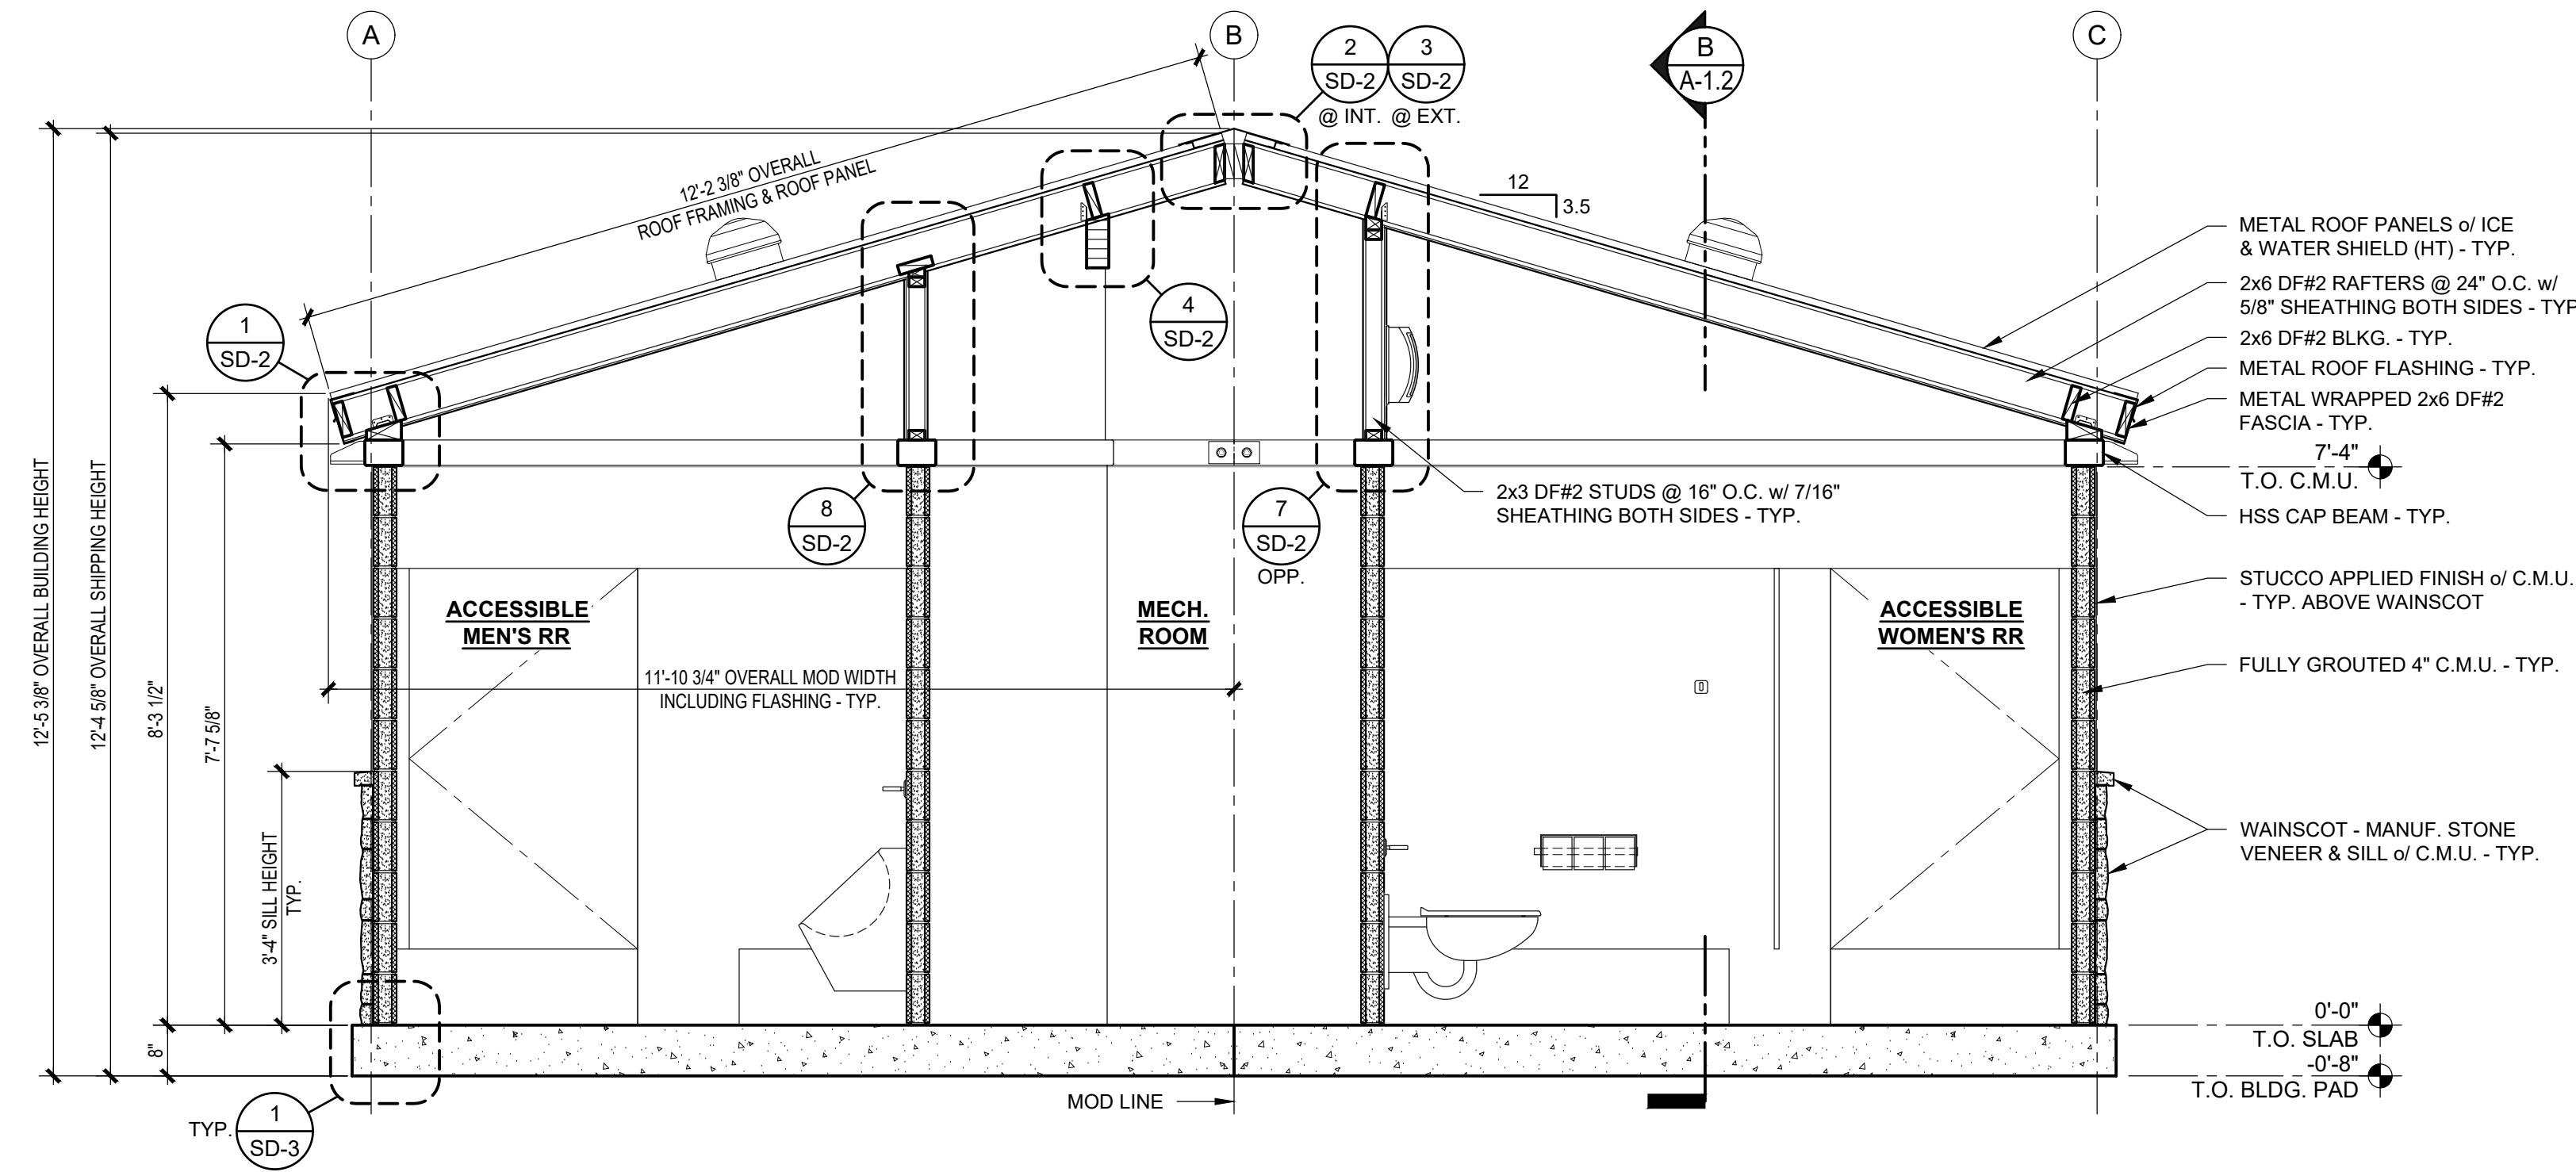 A
B
C
2
SD-2
@ INT.
3
SD-2
@ EXT.
B
A-1.2
12'-2 3/8" OVERALL
ROOF FRAMING & ROOF PANEL
12
3.5
1
SD-2
4
SD-2
8
SD-2
7
SD-2
OPP.
METAL ROOF PANELS o/ ICE
& WATER SHIELD (HT) - TYP.
2x6 DF#2 RAFTERS @ 24" O.C. w/
5/8" SHEATHING BOTH SIDES - TYP
2x6 DF#2 BLKG. - TYP.
METAL ROOF FLASHING - TYP.
METAL WRAPPED 2x6 DF#2
FASCIA - TYP.
7'-4"
T.O. C.M.U.
HSS CAP BEAM - TYP.
2x3 DF#2 STUDS @ 16" O.C. w/ 7/16"
SHEATHING BOTH SIDES - TYP.
STUCCO APPLIED FINISH o/ C.M.U.
- TYP. ABOVE WAINSCOT
FULLY GROUTED 4" C.M.U. - TYP.
WAINSCOT - MANUF. STONE
VENEER & SILL o/ C.M.U. - TYP.
ACCESSIBLE
MEN'S RR
MECH.
ROOM
ACCESSIBLE
WOMEN'S RR
11'-10 3/4" OVERALL MOD WIDTH
INCLUDING FLASHING - TYP.
12'-5 3/8" OVERALL BUILDING HEIGHT
12'-4 5/8" OVERALL SHIPPING HEIGHT
8'-3 1/2"
7'-7 5/8"
3'-4" SILL HEIGHT
TYP.
8"
0'-0"
T.O. SLAB
-0'-8"
T.O. BLDG. PAD
MOD LINE
TYP.
1
SD-3